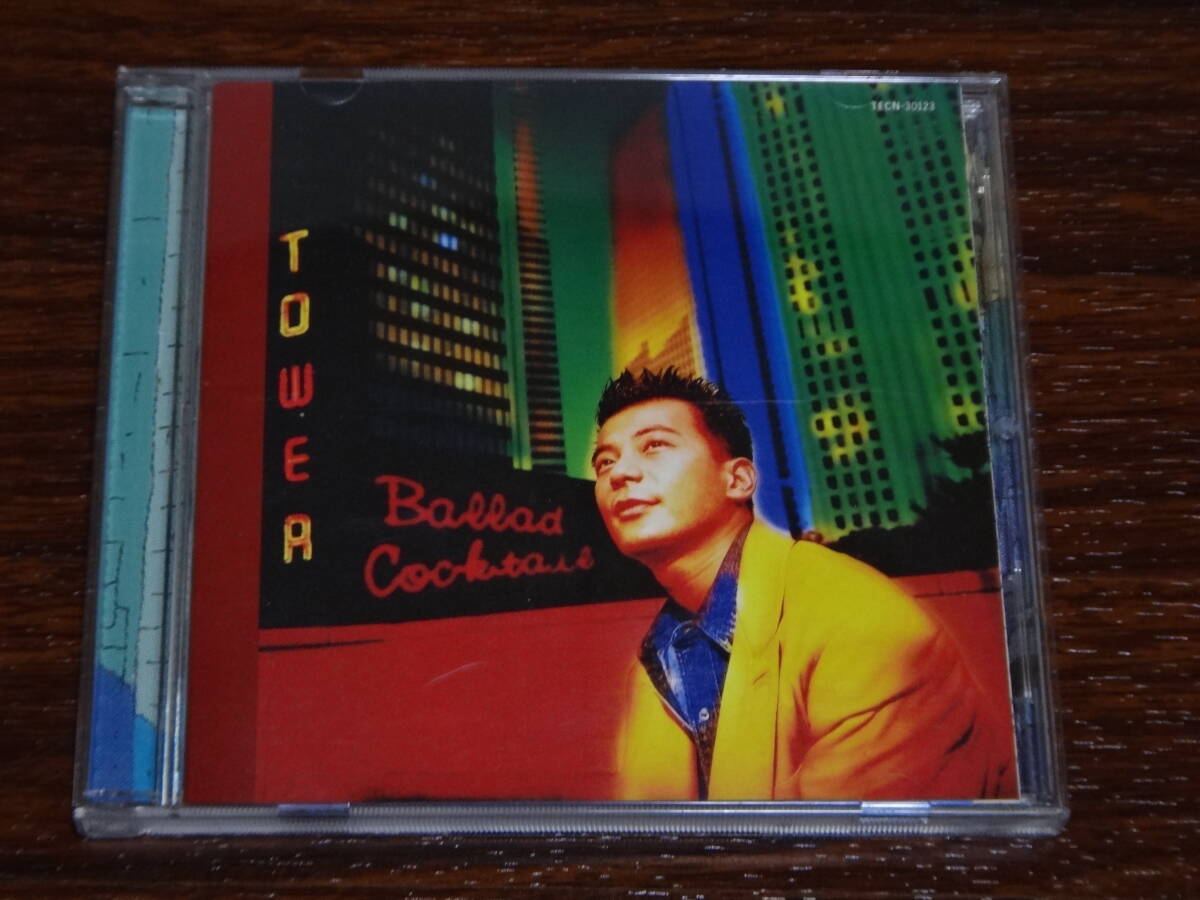 TECN-30123
TOWER
Ballad
Cocktail